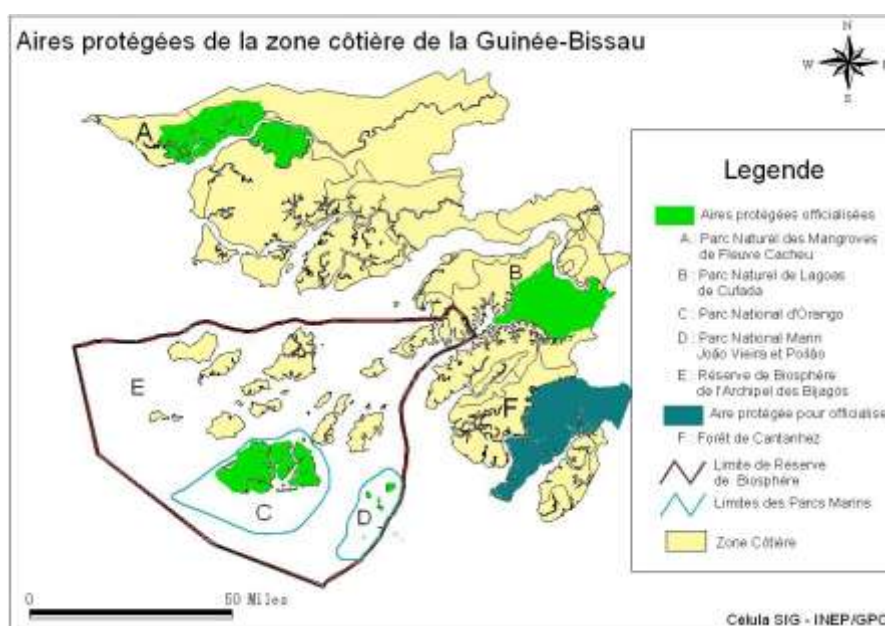 Aires protégées de la zone côtière de la Guinée-Bissau
N
W
S
A
B
E
F
C
D
0
50 Miles
Legende
Aires protégées officialisées
A : Parc Naturel des Mangroves
de Fleuve Cacheu
B : Parc Naturel de Lagoas
de Cufada
C : Parc National d'Orango
D : Parc National Marin
João Vieira et Poilão
E : Réserve de Biosphère
de l'Archipel des Bijagós
Aire protégée pour officialise
F : Forêt de Cantanhez
Limite de Réserve
de Biosphère
Limites des Parcs Marins
Zone Côtière
Célula SIG - INEP/GPC